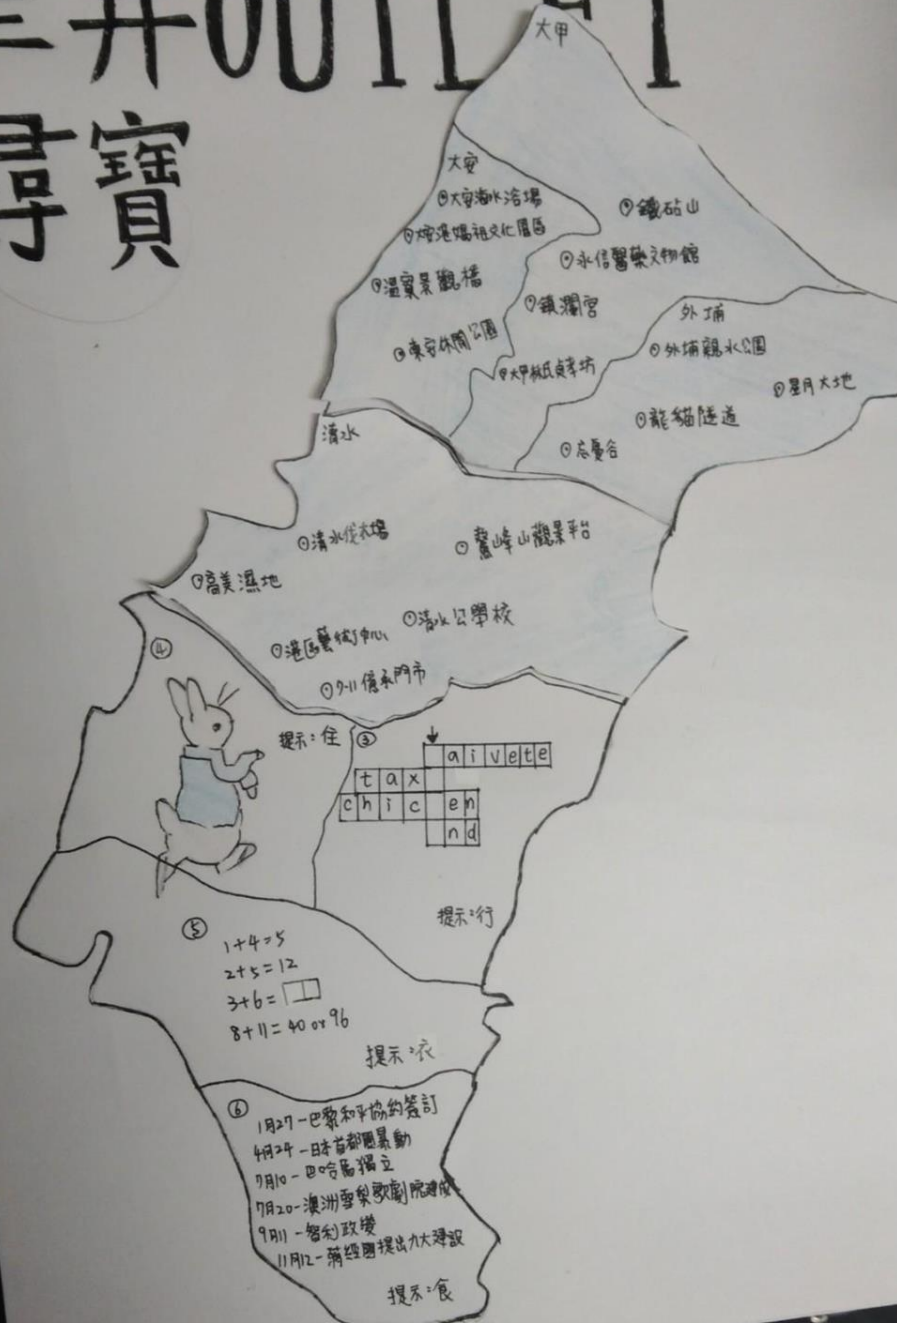 井OUTLET
尋寶
大甲
大安
大安海水浴場
大安港媽祖文化園區
溫寮景觀橋
東安休閒公園
鐵砧山
永信醫藥文物館
鎮瀾宮
大甲林氏貞孝坊
外埔
外埔親水公園
星月大地
龍貓隧道
忘憂谷
清水
清水伐木場
鰲峰山觀景平台
高美濕地
清水公學校
港區藝術中心
7-11億承門市
④
提示:住
③
aivete
tax
chic en
nd
提示:行
⑤
1+4=5
2+5=12
3+6=
8+11=40 or 96
提示:衣
⑥
1月27-巴黎和平協約簽訂
4月24-日本首都圈暴動
7月10-巴哈馬獨立
7月20-澳洲雪梨歌劇院建成
9月11-智利政變
11月12-蔣經國提出九大建設
提示:食